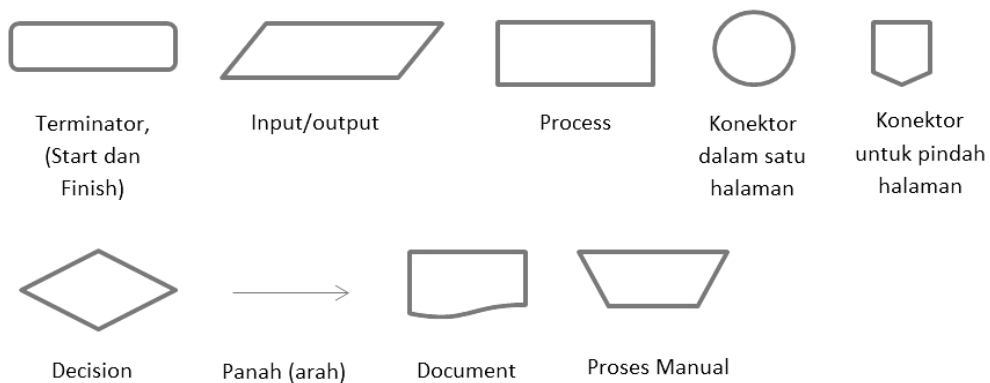 Terminator,
(Start dan
Finish)
Input/output
Process
Konektor
dalam satu
halaman
Konektor
untuk pindah
halaman
Decision
Panah (arah)
Document
Proses Manual